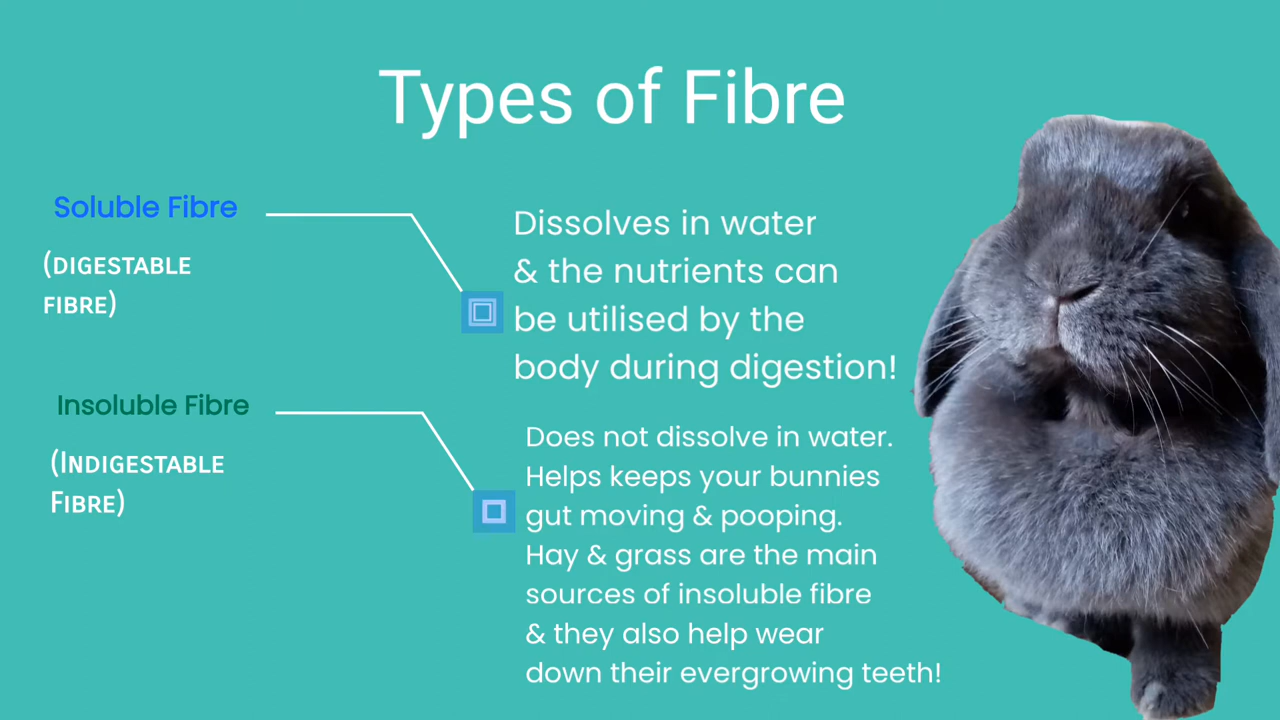 Types of Fibre
Soluble Fibre
(DIGESTABLE
FIBRE)
Dissolves in water
& the nutrients can
be utilised by the
body during digestion!
Insoluble Fibre
(INDIGESTABLE
FIBRE)
Does not dissolve in water.
Helps keeps your bunnies
gut moving & pooping.
Hay & grass are the main
sources of insoluble fibre
& they also help wear
down their evergrowing teeth!